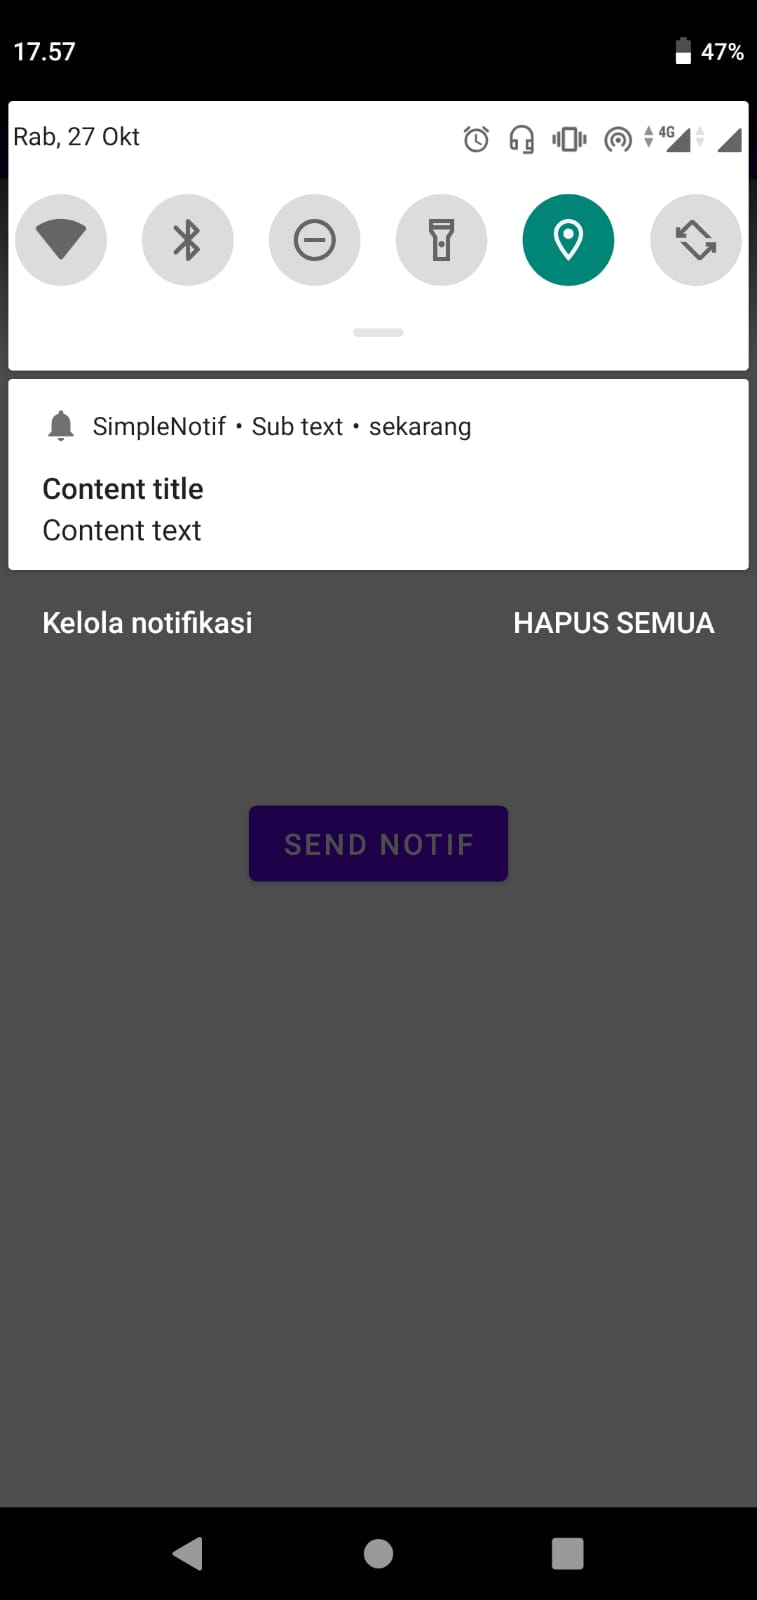 17.57
47%
Rab, 27 Okt
4G
SimpleNotif • Sub text • sekarang
Content title
Content text
Kelola notifikasi
HAPUS SEMUA
SEND NOTIF